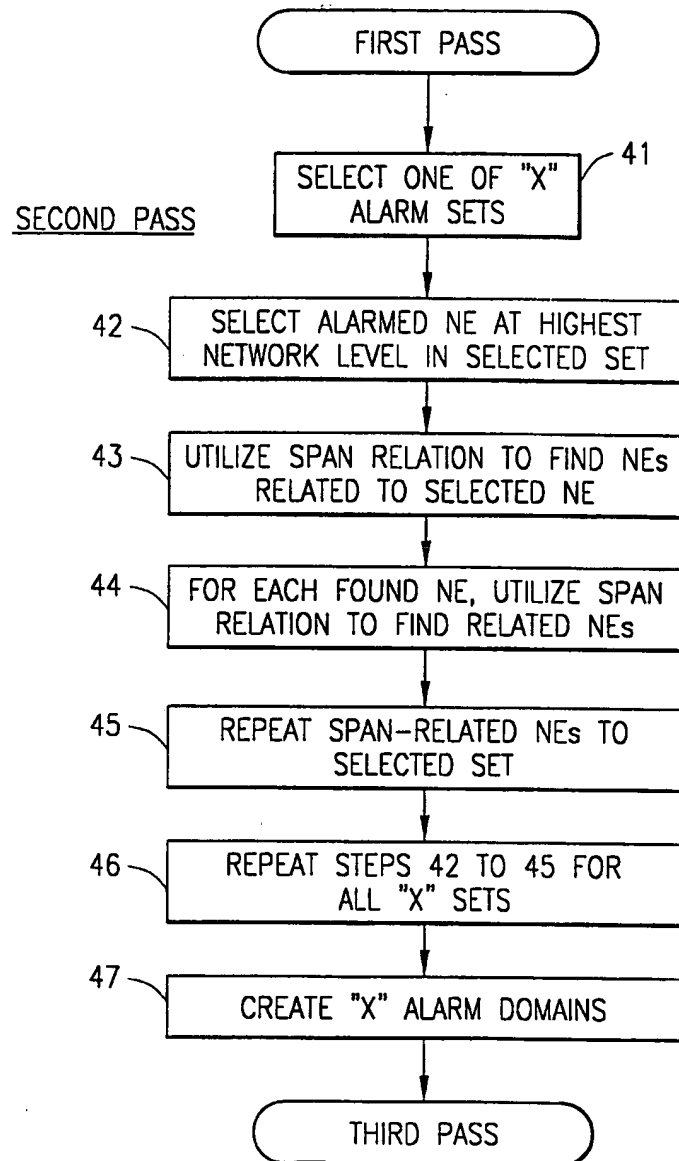 FIRST PASS
41
SELECT ONE OF "X"
ALARM SETS
SECOND PASS
42
SELECT ALARMED NE AT HIGHEST
NETWORK LEVEL IN SELECTED SET
43
UTILIZE SPAN RELATION TO FIND NEs
RELATED TO SELECTED NE
44
FOR EACH FOUND NE, UTILIZE SPAN
RELATION TO FIND RELATED NEs
45
REPEAT SPAN-RELATED NEs TO
SELECTED SET
46
REPEAT STEPS 42 TO 45 FOR
ALL "X" SETS
47
CREATE "X" ALARM DOMAINS
THIRD PASS